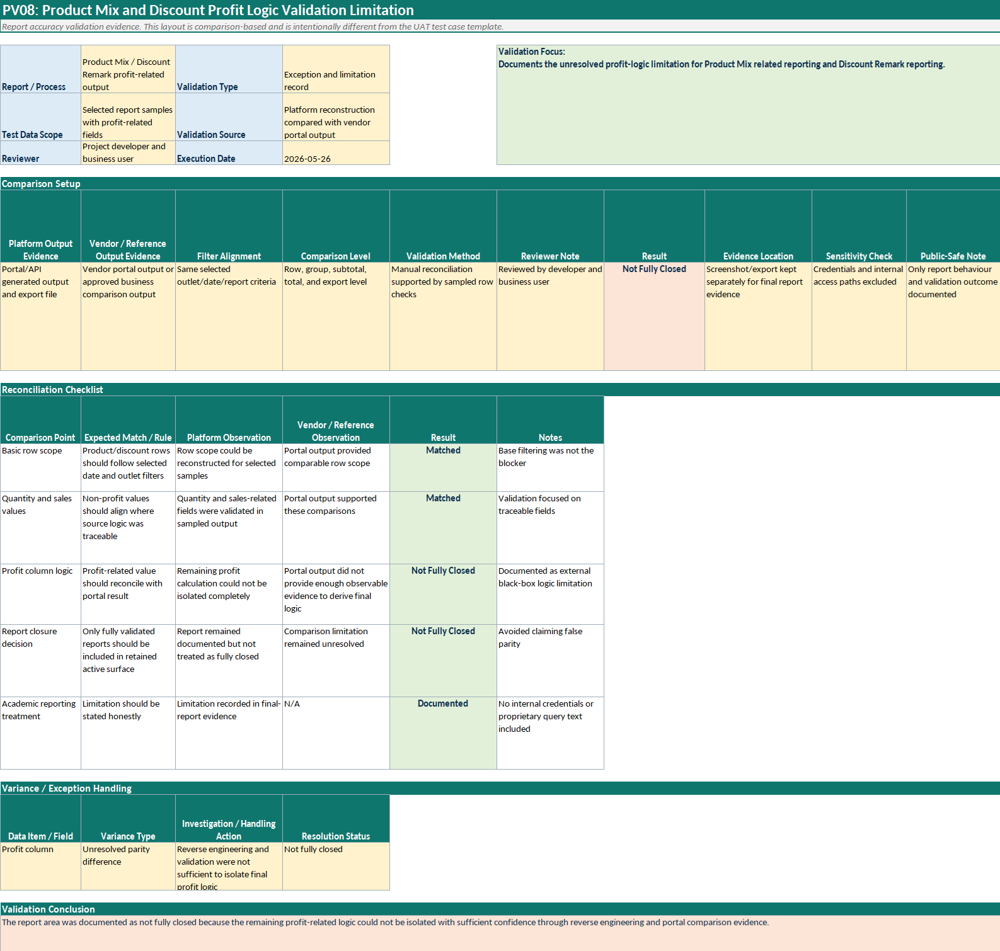 PV08: Product Mix and Discount Profit Logic Validation Limitation
Report accuracy validation evidence. This layout is comparison-based and is intentionally different from the UAT test case template.
Report / Process
Product Mix / Discount
Remark profit-related
output
Validation Type
Exception and limitation
record
Validation Focus:
Documents the unresolved profit-logic limitation for Product Mix related reporting and Discount Remark reporting.
Test Data Scope
Selected report samples
with profit-related
fields
Validation Source
Platform reconstruction
compared with vendor
portal output
Reviewer
Project developer and
business user
Execution Date
2026-05-26
Comparison Setup
Platform Output
Evidence
Vendor / Reference
Output Evidence
Filter Alignment
Comparison Level
Validation Method
Reviewer Note
Result
Evidence Location
Sensitivity Check
Public-Safe Note
Portal/API
generated output
and export file
Vendor portal output or
approved business
comparison output
Same selected
outlet/date/report criteria
Row, group, subtotal,
total, and export level
Manual reconciliation
supported by sampled row
checks
Reviewed by developer and
business user
Not Fully Closed
Screenshot/export kept
separately for final report
evidence
Credentials and internal
access paths excluded
Only report behaviour
and validation outcome
documented
Reconciliation Checklist
Comparison Point
Expected Match / Rule
Platform Observation
Vendor / Reference
Observation
Result
Notes
Basic row scope
Product/discount rows
should follow selected
date and outlet filters
Row scope could be
reconstructed for selected
samples
Portal output provided
comparable row scope
Matched
Base filtering was not the
blocker
Quantity and sales
values
Non-profit values
should align where
source logic was
traceable
Quantity and sales-related
fields were validated in
sampled output
Portal output supported
these comparisons
Matched
Validation focused on
traceable fields
Profit column logic
Profit-related value
should reconcile with
portal result
Remaining profit
calculation could not be
isolated completely
Portal output did not
provide enough observable
evidence to derive final
logic
Not Fully Closed
Documented as external
black-box logic limitation
Report closure
decision
Only fully validated
reports should be
included in retained
active surface
Report remained
documented but not
treated as fully closed
Comparison limitation
remained unresolved
Not Fully Closed
Avoided claiming false
parity
Academic reporting
treatment
Limitation should be
stated honestly
Limitation recorded in final-
report evidence
N/A
Documented
No internal credentials or
proprietary query text
included
Variance / Exception Handling
Data Item / Field
Variance Type
Investigation / Handling
Action
Resolution Status
Profit column
Unresolved parity
difference
Reverse engineering and
validation were not
sufficient to isolate final
profit logic
Not fully closed
Validation Conclusion
The report area was documented as not fully closed because the remaining profit-related logic could not be isolated with sufficient confidence through reverse engineering and portal comparison evidence.